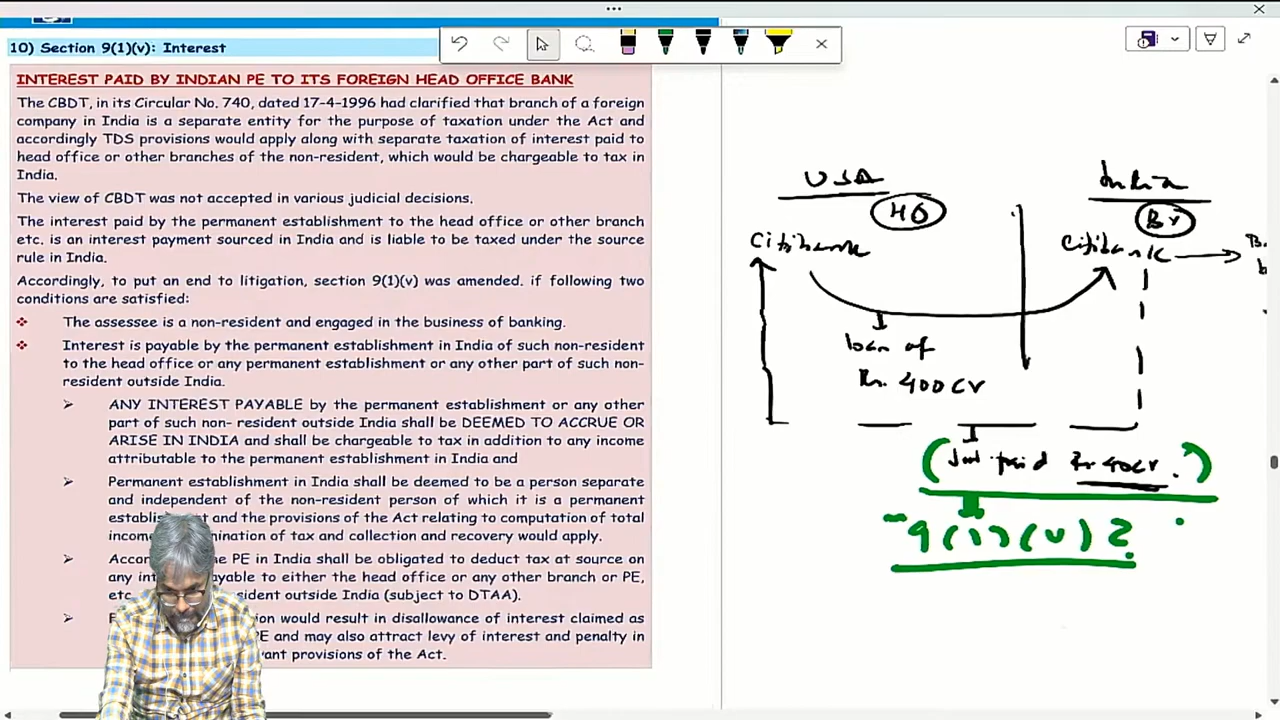 10) Section 9(1)(v): Interest
INTEREST PAID BY INDIAN PE TO ITS FOREIGN HEAD OFFICE BANK
The CBDT, in its Circular No. 740, dated 17-4-1996 had clarified that branch of a foreign
company in India is a separate entity for the purpose of taxation under the Act and
accordingly TDS provisions would apply along with separate taxation of interest paid to
head office or other branches of the non-resident, which would be chargeable to tax in
India.
The view of CBDT was not accepted in various judicial decisions.
The interest paid by the permanent establishment to the head office or other branch
etc. is an interest payment sourced in India and is liable to be taxed under the source
rule in India.
Accordingly, to put an end to litigation, section 9(1)(v) was amended. if following two
conditions are satisfied:
The assessee is a non-resident and engaged in the business of banking.
Interest is payable by the permanent establishment in India of such non-resident
to the head office or any permanent establishment or any other part of such non-
resident outside India.
ANY INTEREST PAYABLE by the permanent establishment or any other
part of such non- resident outside India shall be DEEMED TO ACCRUE OR
ARISE IN INDIA and shall be chargeable to tax in addition to any income
attributable to the permanent establishment in India and
Permanent establishment in India shall be deemed to be a person separate
and independent of the non-resident person of which it is a permanent
and the provisions of the Act relating to computation of total
of tax and collection and recovery would apply.
PE in India shall be obligated to deduct tax at source on
any to either the head office or any other branch or PE,
etc. outside India (subject to DTAA).
would result in disallowance of interest claimed as
PE and may also attract levy of interest and penalty in
provisions of the Act.
USA
India
HO
Br
Citibank
Citibank
loan of
Rs. 400 cr
(Int paid Rs 40cr.)
9(1)(v)?